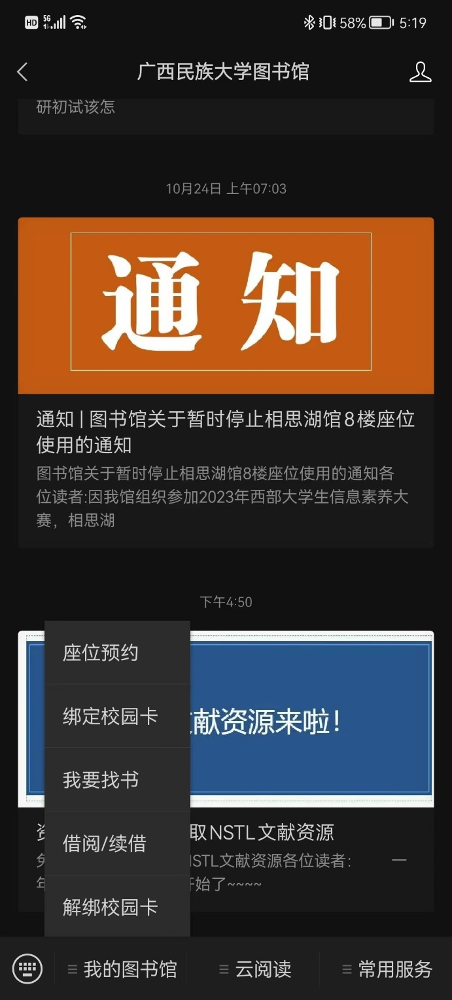 HD 5G 58% 5:19
广西民族大学图书馆
研初试该怎
10月24日 上午07:03
通知
通知 | 图书馆关于暂时停止相思湖馆8楼座位
使用的通知
图书馆关于暂时停止相思湖馆8楼座位使用的通知各
位读者:因我馆组织参加2023年西部大学生信息素养大
赛，相思湖
下午4:50
座位预约
绑定校园卡
献资源来啦！
我要找书
取NSTL文献资源
借阅/续借
STL文献资源各位读者： 一
始了~~~~
解绑校园卡
我的图书馆 云阅读 常用服务